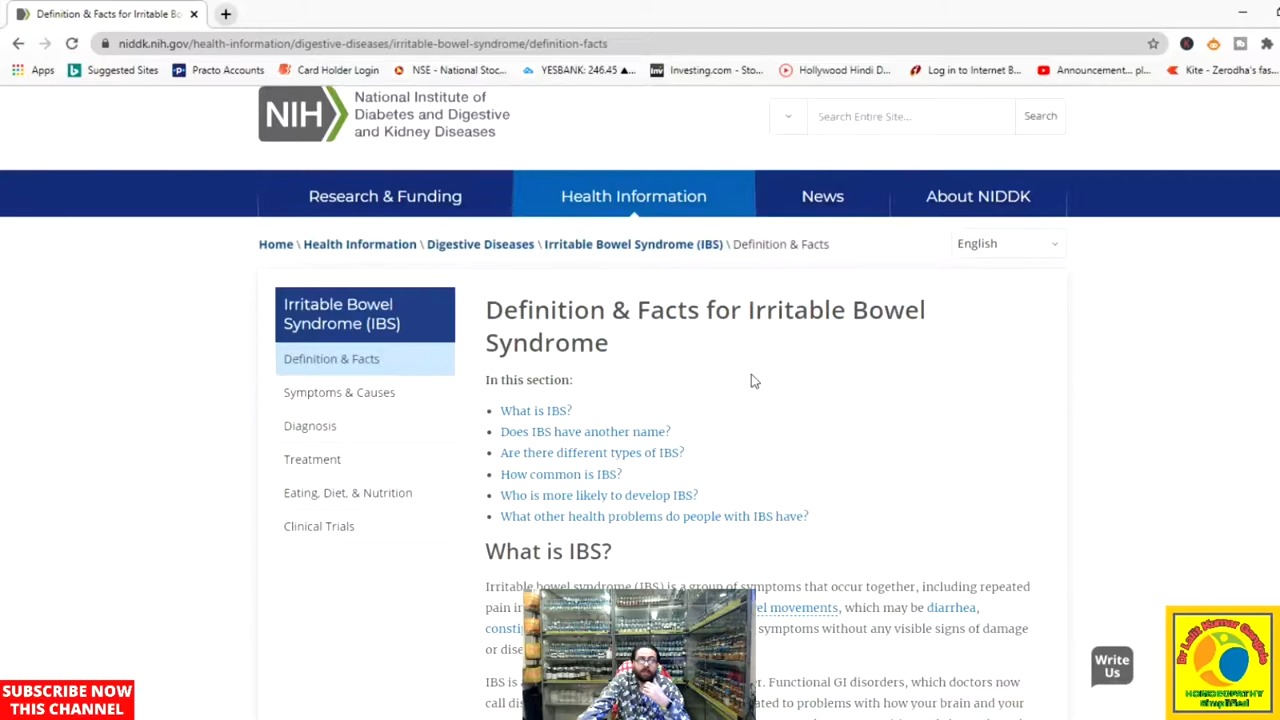 Definition & Facts for Irritable Bo
niddk.nih.gov/health-information/digestive-diseases/irritable-bowel-syndrome/definition-facts
Apps
Suggested Sites
Practo Accounts
Card Holder Login
NSE - National Stoc...
YESBANK: 246.45 ▲...
Investing.com - Sto...
Hollywood Hindi D...
Log in to Internet B...
Announcement... pl...
Kite - Zerodha's fas...
NIH
National Institute of
Diabetes and Digestive
and Kidney Diseases
Search Entire Site...
Search
Research & Funding
Health Information
News
About NIDDK
Home \ Health Information \ Digestive Diseases \ Irritable Bowel Syndrome (IBS) \ Definition & Facts
English
Irritable Bowel
Syndrome (IBS)
Definition & Facts
Symptoms & Causes
Diagnosis
Treatment
Eating, Diet, & Nutrition
Clinical Trials
Definition & Facts for Irritable Bowel
Syndrome
In this section:
• What is IBS?
• Does IBS have another name?
• Are there different types of IBS?
• How common is IBS?
• Who is more likely to develop IBS?
• What other health problems do people with IBS have?
What is IBS?
Irritable bowel syndrome (IBS) is a group of symptoms that occur together, including repeated
pain in movements, which may be diarrhea,
symptoms without any visible signs of damage
or
IBS is Functional GI disorders, which doctors now
call to problems with how your brain and your
Write
Us
SUBSCRIBE NOW
THIS CHANNEL
HOMOEOPATHY
Simplified